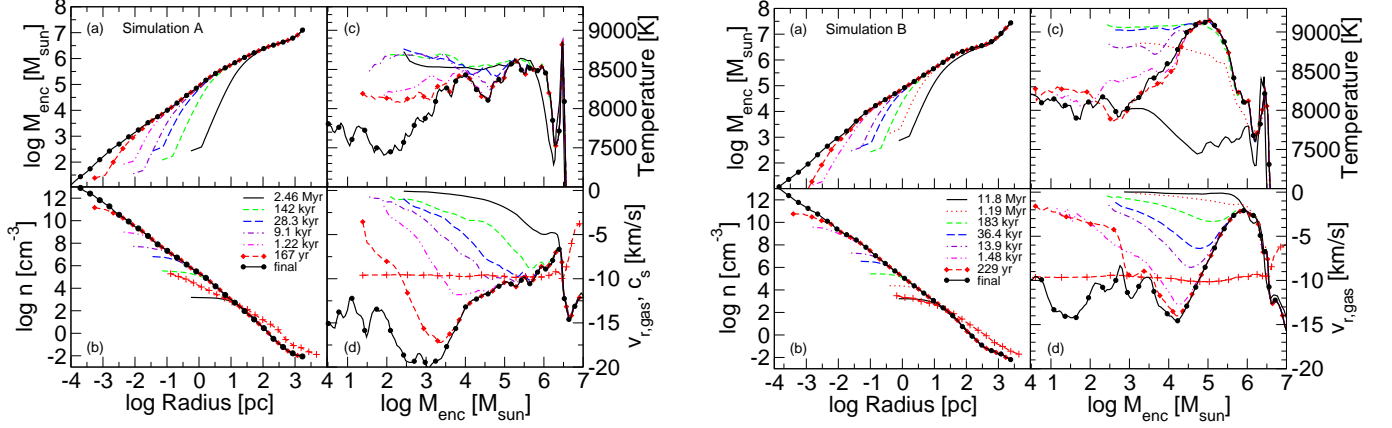 (a) Simulation A
(c)
log M_enc [M_sun]
8
7
6
5
4
3
2
9000
8500
8000
7500
Temperature [K]
(b)
(d)
log n [cm^-3]
12
10
8
6
4
2
0
-2
2.46 Myr
142 kyr
28.3 kyr
9.1 kyr
1.22 kyr
167 yr
final
0
-5
-10
-15
-20
v_r,gas, c_s [km/s]
-4 -3 -2 -1 0 1 2 3 4 1 2 3 4 5 6 7
log Radius [pc]
log M_enc [M_sun]
(a) Simulation B
(c)
log M_enc [M_sun]
8
7
6
5
4
3
2
9000
8500
8000
7500
Temperature [K]
(b)
(d)
log n [cm^-3]
12
10
8
6
4
2
0
-2
11.8 Myr
1.19 Myr
183 kyr
36.4 kyr
13.9 kyr
1.48 kyr
229 yr
final
0
-5
-10
-15
-20
v_r,gas, c_s [km/s]
-4 -3 -2 -1 0 1 2 3 4 1 2 3 4 5 6 7
log Radius [pc]
log M_enc [M_sun]